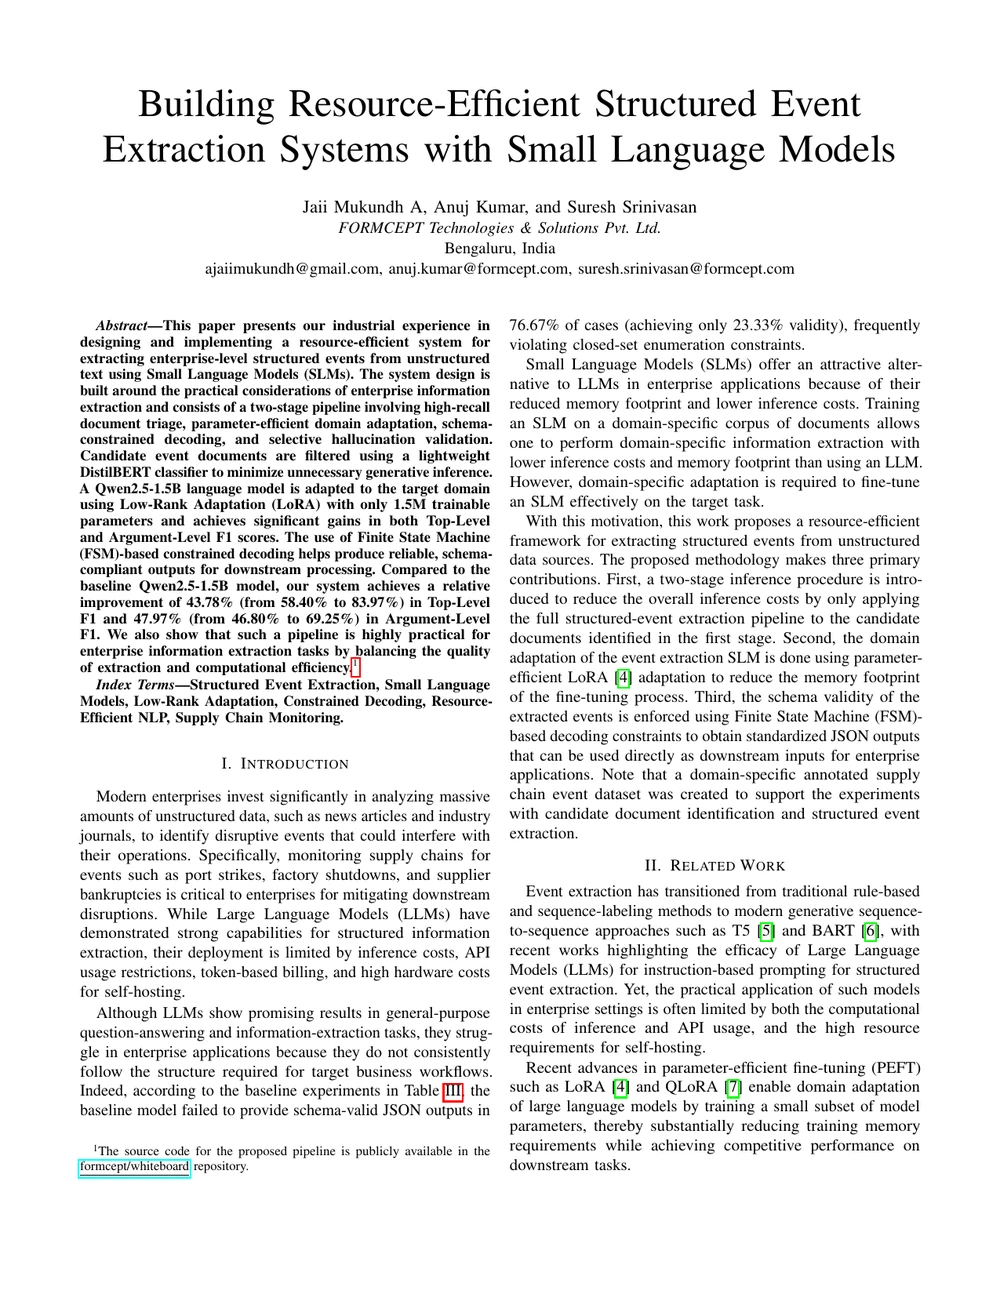 Building Resource-Efficient Structured Event
Extraction Systems with Small Language Models
Jaii Mukundh A, Anuj Kumar, and Suresh Srinivasan
FORMCEPT Technologies & Solutions Pvt. Ltd.
Bengaluru, India
ajaiimukundh@gmail.com, anuj.kumar@formcept.com, suresh.srinivasan@formcept.com
Abstract—This paper presents our industrial experience in
designing and implementing a resource-efficient system for
extracting enterprise-level structured events from unstructured
text using Small Language Models (SLMs). The system design is
built around the practical considerations of enterprise information
extraction and consists of a two-stage pipeline involving high-recall
document triage, parameter-efficient domain adaptation, schema-
constrained decoding, and selective hallucination validation.
Candidate event documents are filtered using a lightweight
DistilBERT classifier to minimize unnecessary generative inference.
A Qwen2.5-1.5B language model is adapted to the target domain
using Low-Rank Adaptation (LoRA) with only 1.5M trainable
parameters and achieves significant gains in both Top-Level
and Argument-Level F1 scores. The use of Finite State Machine
(FSM)-based constrained decoding helps produce reliable, schema-
compliant outputs for downstream processing. Compared to the
baseline Qwen2.5-1.5B model, our system achieves a relative
improvement of 43.78% (from 58.40% to 83.97%) in Top-Level
F1 and 47.97% (from 46.80% to 69.25%) in Argument-Level
F1. We also show that such a pipeline is highly practical for
enterprise information extraction tasks by balancing the quality
of extraction and computational efficiency.1
Index Terms—Structured Event Extraction, Small Language
Models, Low-Rank Adaptation, Constrained Decoding, Resource-
Efficient NLP, Supply Chain Monitoring.
I. INTRODUCTION
Modern enterprises invest significantly in analyzing massive
amounts of unstructured data, such as news articles and industry
journals, to identify disruptive events that could interfere with
their operations. Specifically, monitoring supply chains for
events such as port strikes, factory shutdowns, and supplier
bankruptcies is critical to enterprises for mitigating downstream
disruptions. While Large Language Models (LLMs) have
demonstrated strong capabilities for structured information
extraction, their deployment is limited by inference costs, API
usage restrictions, token-based billing, and high hardware costs
for self-hosting.
Although LLMs show promising results in general-purpose
question-answering and information-extraction tasks, they strug-
gle in enterprise applications because they do not consistently
follow the structure required for target business workflows.
Indeed, according to the baseline experiments in Table III, the
baseline model failed to provide schema-valid JSON outputs in
1The source code for the proposed pipeline is publicly available in the
formcept/whiteboard repository.
76.67% of cases (achieving only 23.33% validity), frequently
violating closed-set enumeration constraints.
Small Language Models (SLMs) offer an attractive alter-
native to LLMs in enterprise applications because of their
reduced memory footprint and lower inference costs. Training
an SLM on a domain-specific corpus of documents allows
one to perform domain-specific information extraction with
lower inference costs and memory footprint than using an LLM.
However, domain-specific adaptation is required to fine-tune
an SLM effectively on the target task.
With this motivation, this work proposes a resource-efficient
framework for extracting structured events from unstructured
data sources. The proposed methodology makes three primary
contributions. First, a two-stage inference procedure is intro-
duced to reduce the overall inference costs by only applying
the full structured-event extraction pipeline to the candidate
documents identified in the first stage. Second, the domain
adaptation of the event extraction SLM is done using parameter-
efficient LoRA [4] adaptation to reduce the memory footprint
of the fine-tuning process. Third, the schema validity of the
extracted events is enforced using Finite State Machine (FSM)-
based decoding constraints to obtain standardized JSON outputs
that can be used directly as downstream inputs for enterprise
applications. Note that a domain-specific annotated supply
chain event dataset was created to support the experiments
with candidate document identification and structured event
extraction.
II. RELATED WORK
Event extraction has transitioned from traditional rule-based
and sequence-labeling methods to modern generative sequence-
to-sequence approaches such as T5 [5] and BART [6], with
recent works highlighting the efficacy of Large Language
Models (LLMs) for instruction-based prompting for structured
event extraction. Yet, the practical application of such models
in enterprise settings is often limited by both the computational
costs of inference and API usage, and the high resource
requirements for self-hosting.
Recent advances in parameter-efficient fine-tuning (PEFT)
such as LoRA [4] and QLoRA [7] enable domain adaptation
of large language models by training a small subset of model
parameters, thereby substantially reducing training memory
requirements while achieving competitive performance on
downstream tasks.